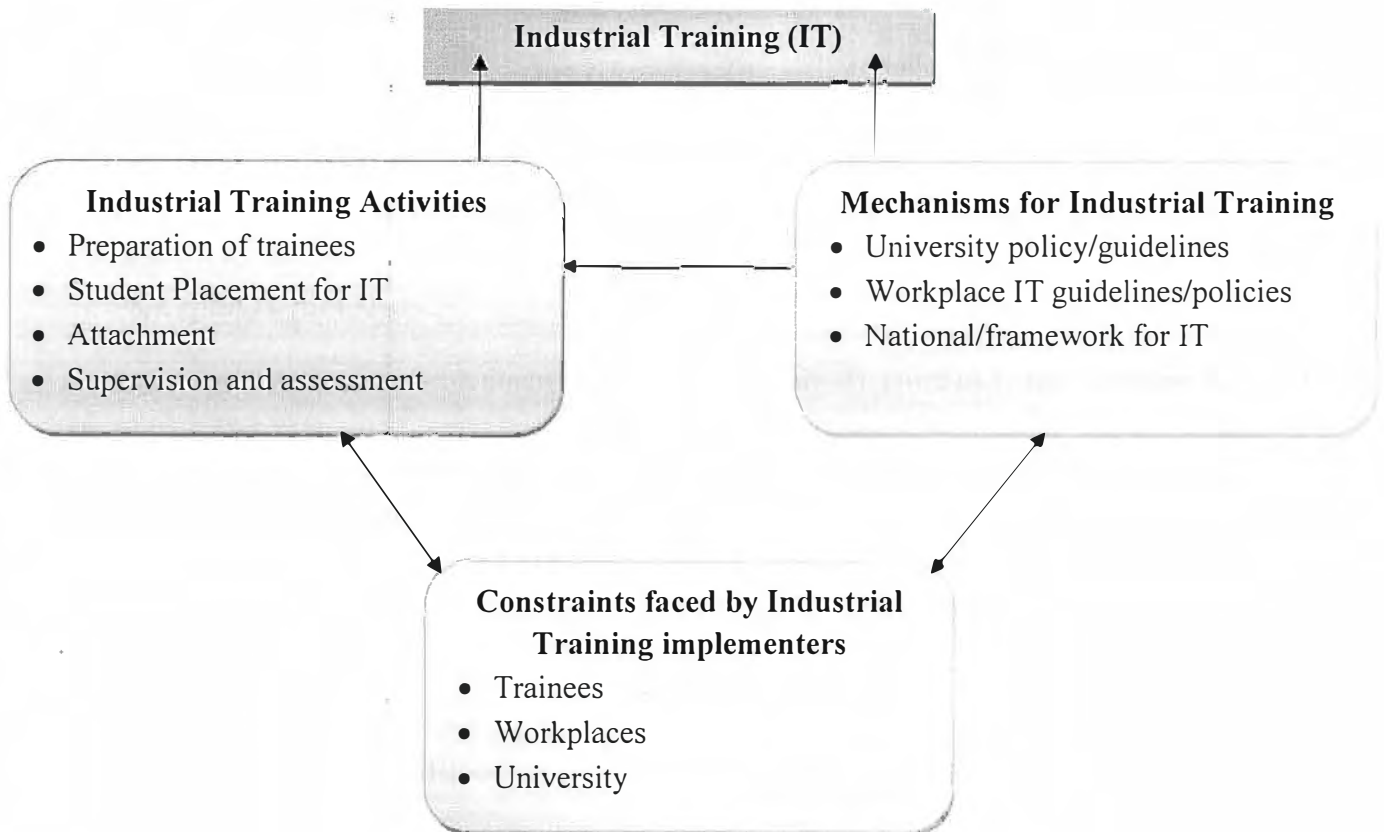 Industrial Training (IT)
Industrial Training Activities
• Preparation of trainees
• Student Placement for IT
• Attachment
• Supervision and assessment
Mechanisms for Industrial Training
• University policy/guidelines
• Workplace IT guidelines/policies
• National/framework for IT
Constraints faced by Industrial
Training implementers
• Trainees
• Workplaces
• University